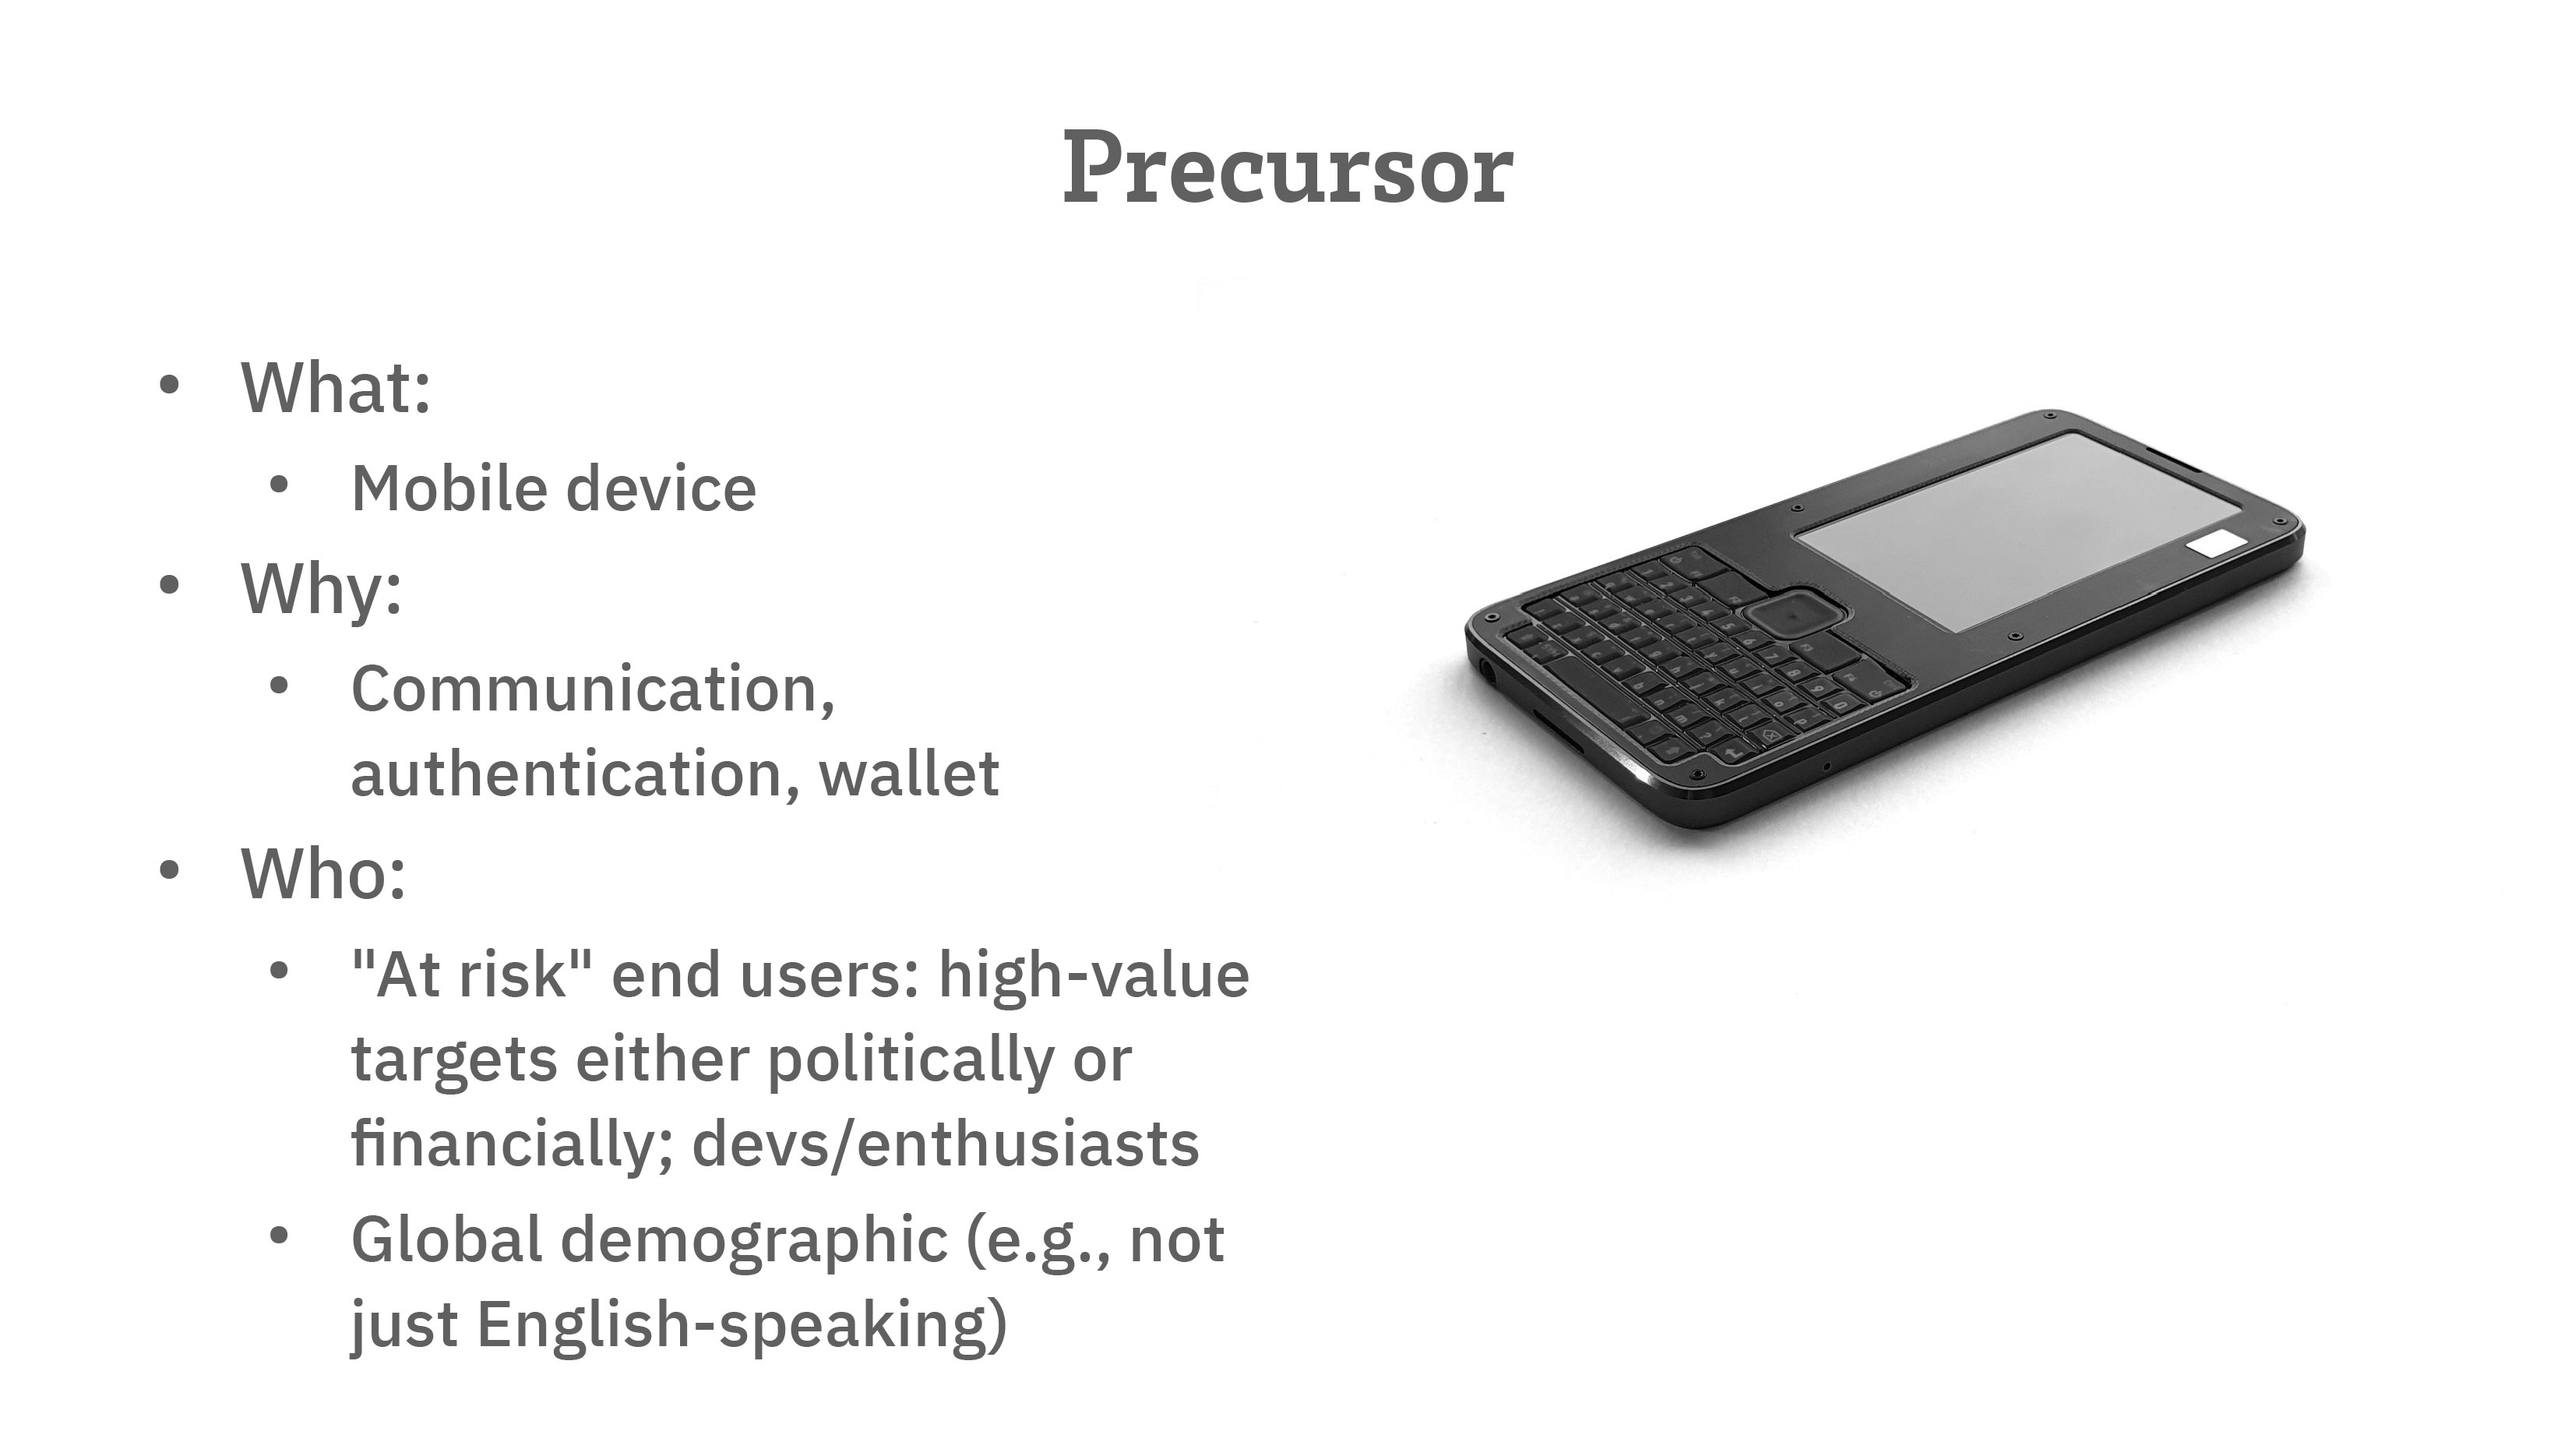 Precursor
• What:
• Mobile device
• Why:
• Communication,
authentication, wallet
• Who:
• "At risk" end users: high-value
targets either politically or
financially; devs/enthusiasts
• Global demographic (e.g., not
just English-speaking)